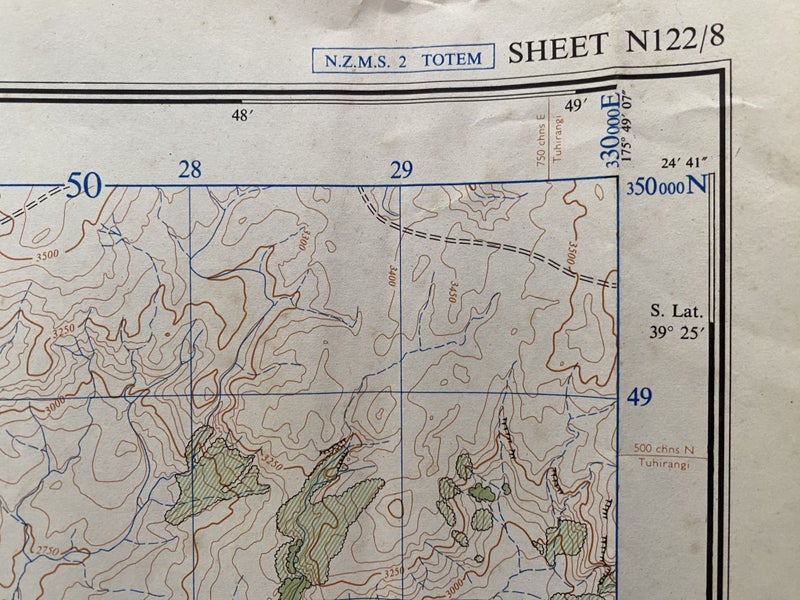 N.Z.M.S. 2 TOTEM
SHEET N122/8
48′
49′
750 chns E
Tuhirangi
330000E
175° 49′ 07″
24′ 41″
50
28
29
350000N
3500
3300
3400
3450
3500
S. Lat.
39° 25′
3250
3000
49
500 chns N
Tuhirangi
3250
2750
3250
3000